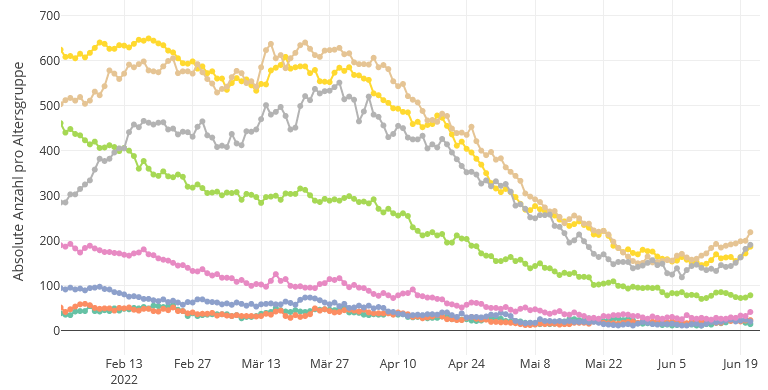 700
600
500
400
300
200
100
0
Absolute Anzahl pro Altersgruppe
Feb 13
2022
Feb 27
Mär 13
Mär 27
Apr 10
Apr 24
Mai 8
Mai 22
Jun 5
Jun 19